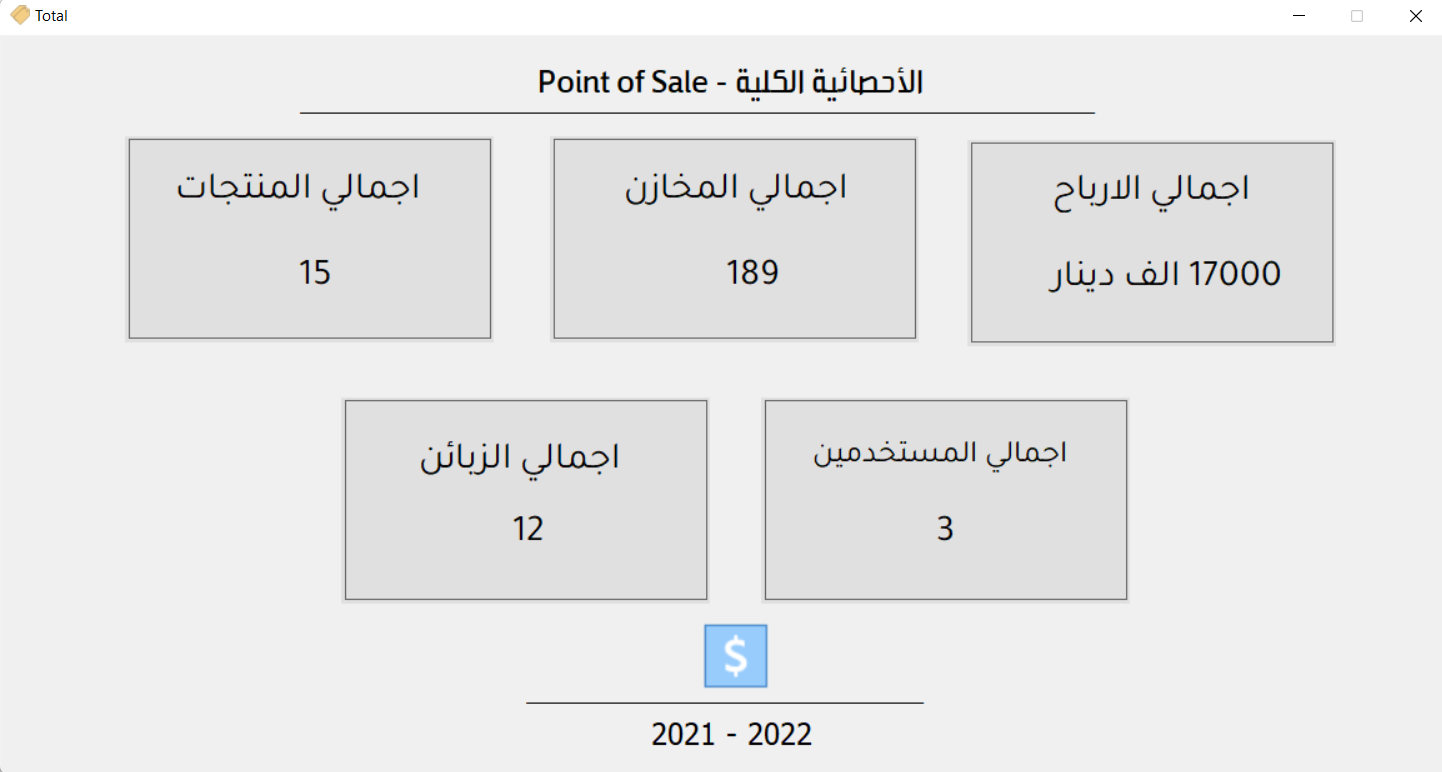 Total
الأحصائية الكلية - Point of Sale
اجمالي الارباح
17000 الف دينار
اجمالي المخازن
189
اجمالي المنتجات
15
اجمالي المستخدمين
3
اجمالي الزبائن
12
$
2021 - 2022